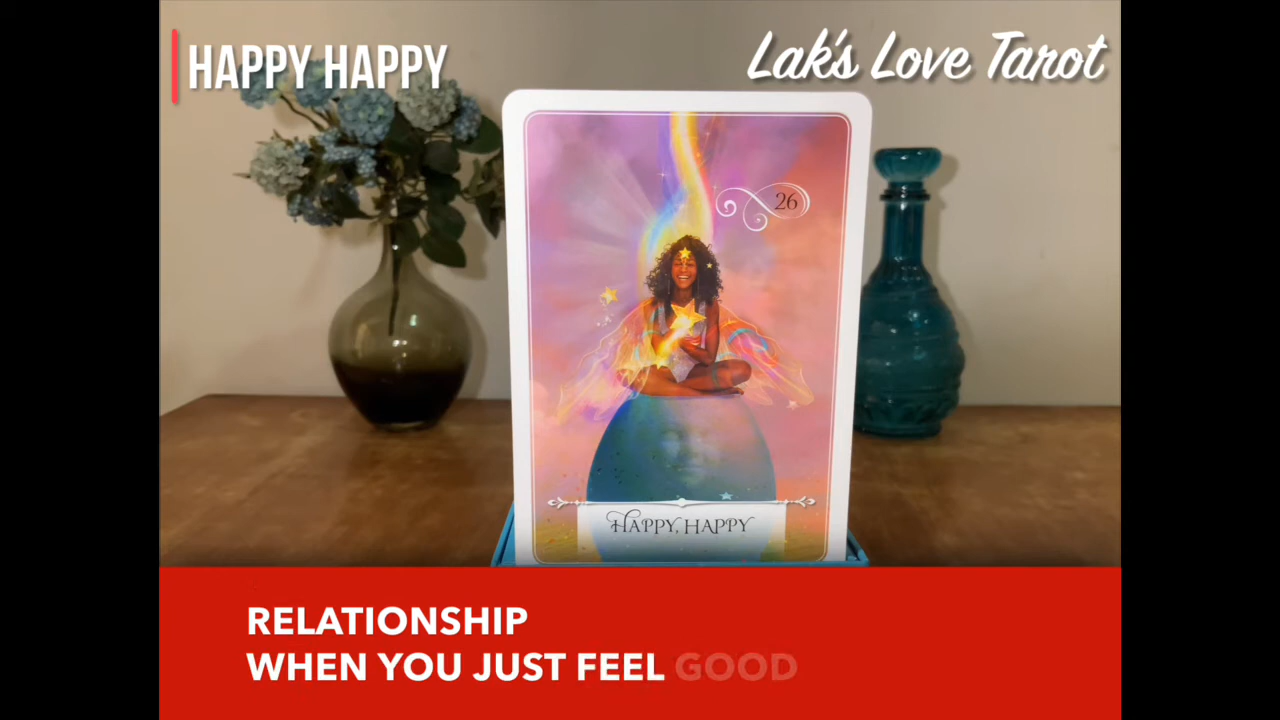 HAPPY HAPPY
Lak's Love Tarot
26
HAPPY, HAPPY
RELATIONSHIP
WHEN YOU JUST FEEL GOOD